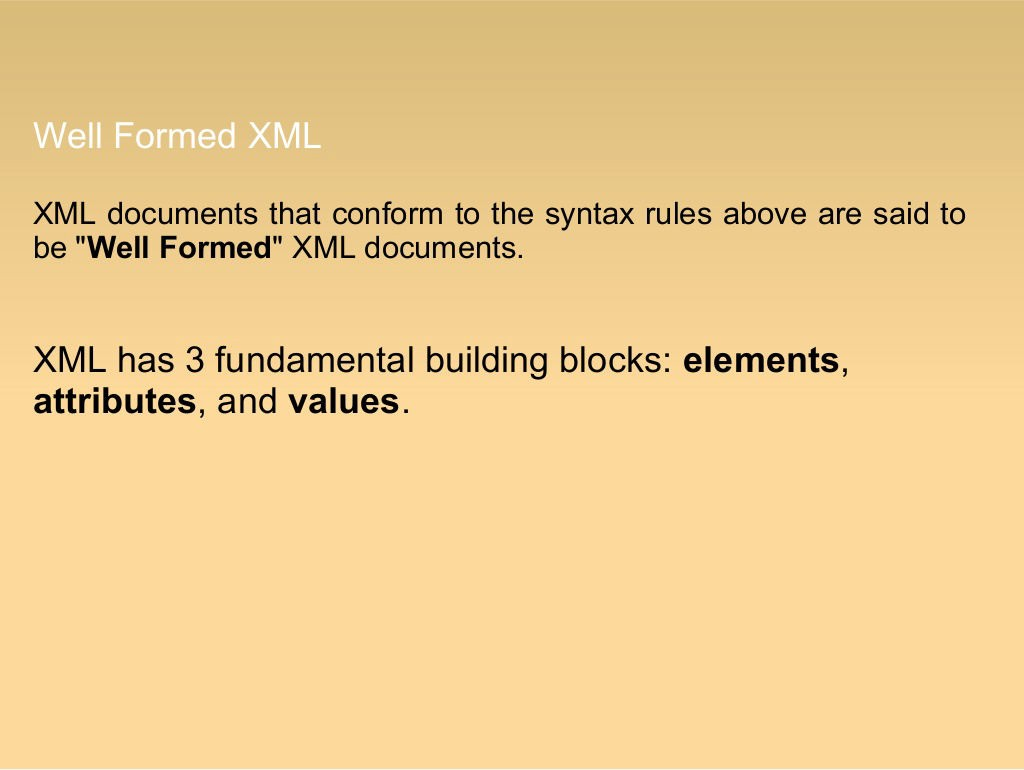 Well Formed XML
XML documents that conform to the syntax rules above are said to
be "Well Formed" XML documents.
XML has 3 fundamental building blocks: elements,
attributes, and values.